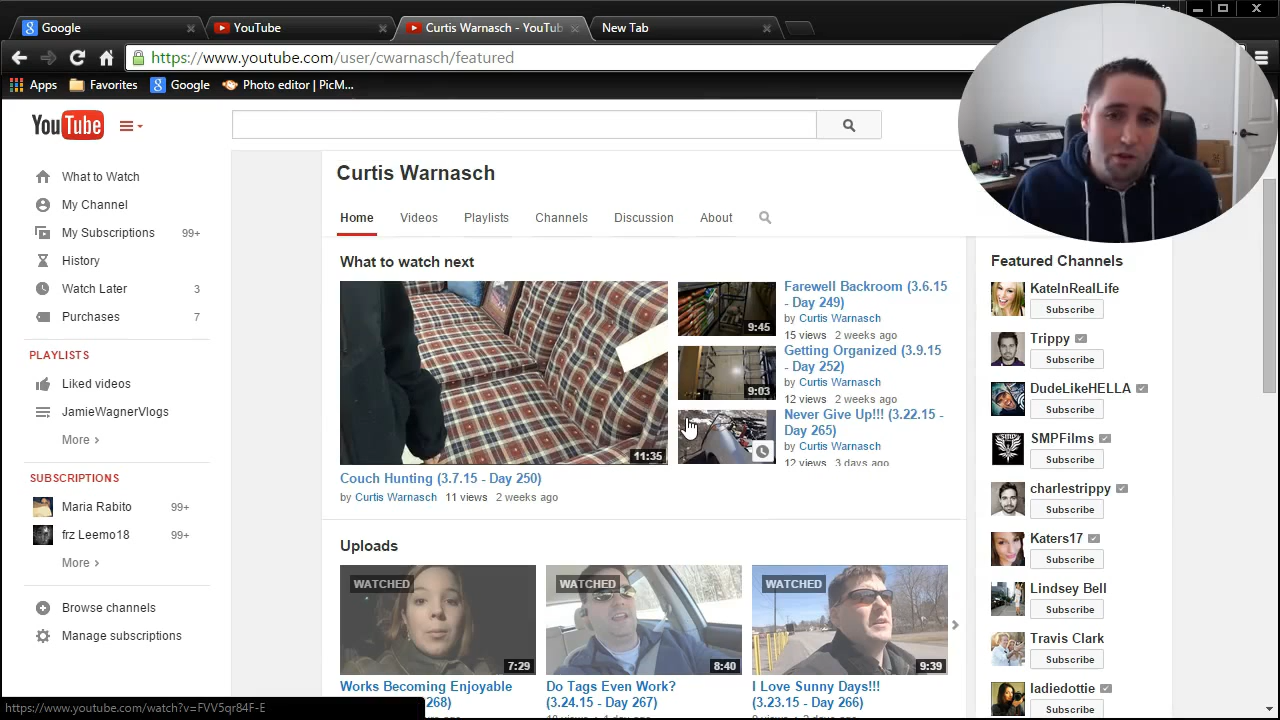 Google
YouTube
Curtis Warnasch - YouTub
New Tab
https://www.youtube.com/user/cwarnasch/featured
Apps
Favorites
Google
Photo editor | PicM...
YouTube
What to Watch
My Channel
My Subscriptions 99+
History
Watch Later 3
Purchases 7
PLAYLISTS
Liked videos
JamieWagnerVlogs
More ›
SUBSCRIPTIONS
Maria Rabito 99+
frz Leemo18 99+
More ›
Browse channels
Manage subscriptions
Curtis Warnasch
Home Videos Playlists Channels Discussion About
What to watch next
11:35
Couch Hunting (3.7.15 - Day 250)
by Curtis Warnasch 11 views 2 weeks ago
9:45
Farewell Backroom (3.6.15
- Day 249)
by Curtis Warnasch
15 views 2 weeks ago
9:03
Getting Organized (3.9.15
- Day 252)
by Curtis Warnasch
12 views 2 weeks ago
Never Give Up!!! (3.22.15 -
Day 265)
by Curtis Warnasch
12 views 3 days ago
Uploads
WATCHED
7:29
Works Becoming Enjoyable
268)
WATCHED
8:40
Do Tags Even Work?
(3.24.15 - Day 267)
WATCHED
9:39
I Love Sunny Days!!!
(3.23.15 - Day 266)
Featured Channels
KateInRealLife
Subscribe
Trippy
Subscribe
DudeLikeHELLA
Subscribe
SMPFilms
Subscribe
charlestrippy
Subscribe
Katers17
Subscribe
Lindsey Bell
Subscribe
Travis Clark
Subscribe
ladiedottie
Subscribe
https://www.youtube.com/watch?v=FVV5qr84F-E